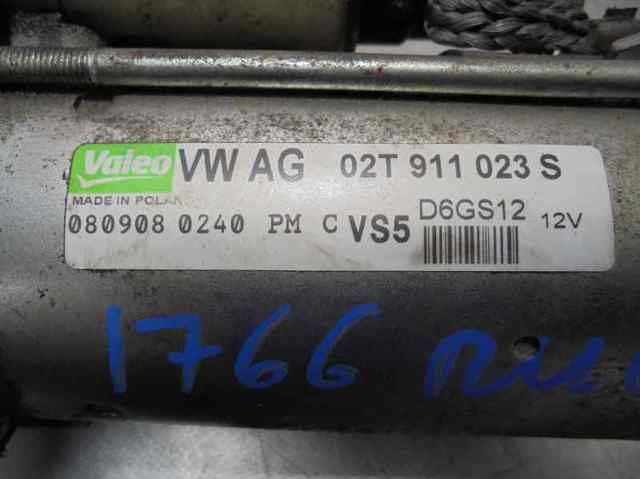 Valeo VW AG 02T 911 023 S
MADE IN POLAND
080908 0240 PM C VS5 D6GS12 12V
1766